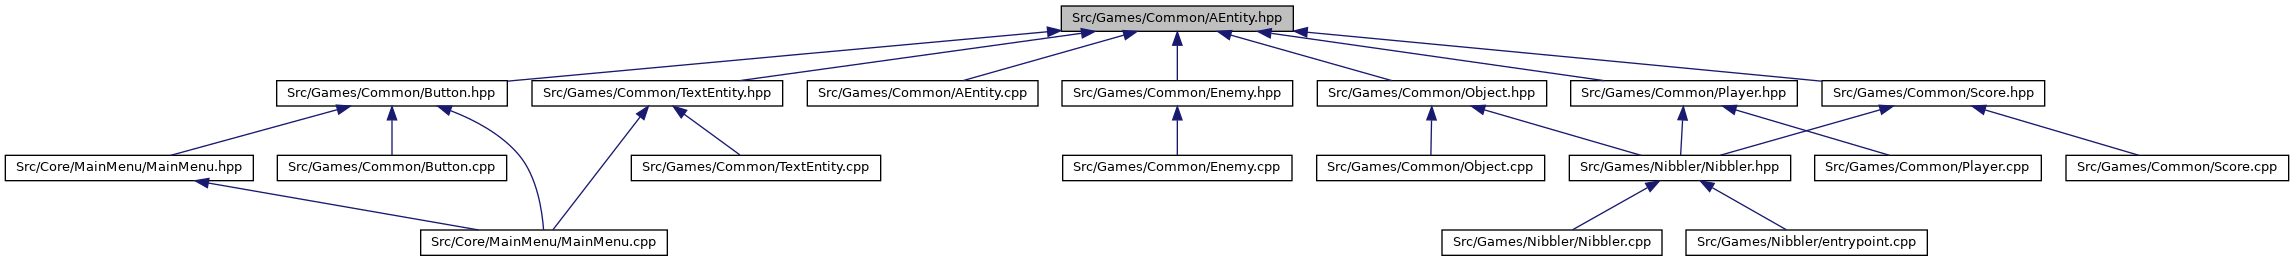 Src/Games/Common/AEntity.hpp
Src/Games/Common/Button.hpp
Src/Games/Common/TextEntity.hpp
Src/Games/Common/AEntity.cpp
Src/Games/Common/Enemy.hpp
Src/Games/Common/Object.hpp
Src/Games/Common/Player.hpp
Src/Games/Common/Score.hpp
Src/Core/MainMenu/MainMenu.hpp
Src/Games/Common/Button.cpp
Src/Games/Common/TextEntity.cpp
Src/Games/Common/Enemy.cpp
Src/Games/Common/Object.cpp
Src/Games/Nibbler/Nibbler.hpp
Src/Games/Common/Player.cpp
Src/Games/Common/Score.cpp
Src/Core/MainMenu/MainMenu.cpp
Src/Games/Nibbler/Nibbler.cpp
Src/Games/Nibbler/entrypoint.cpp